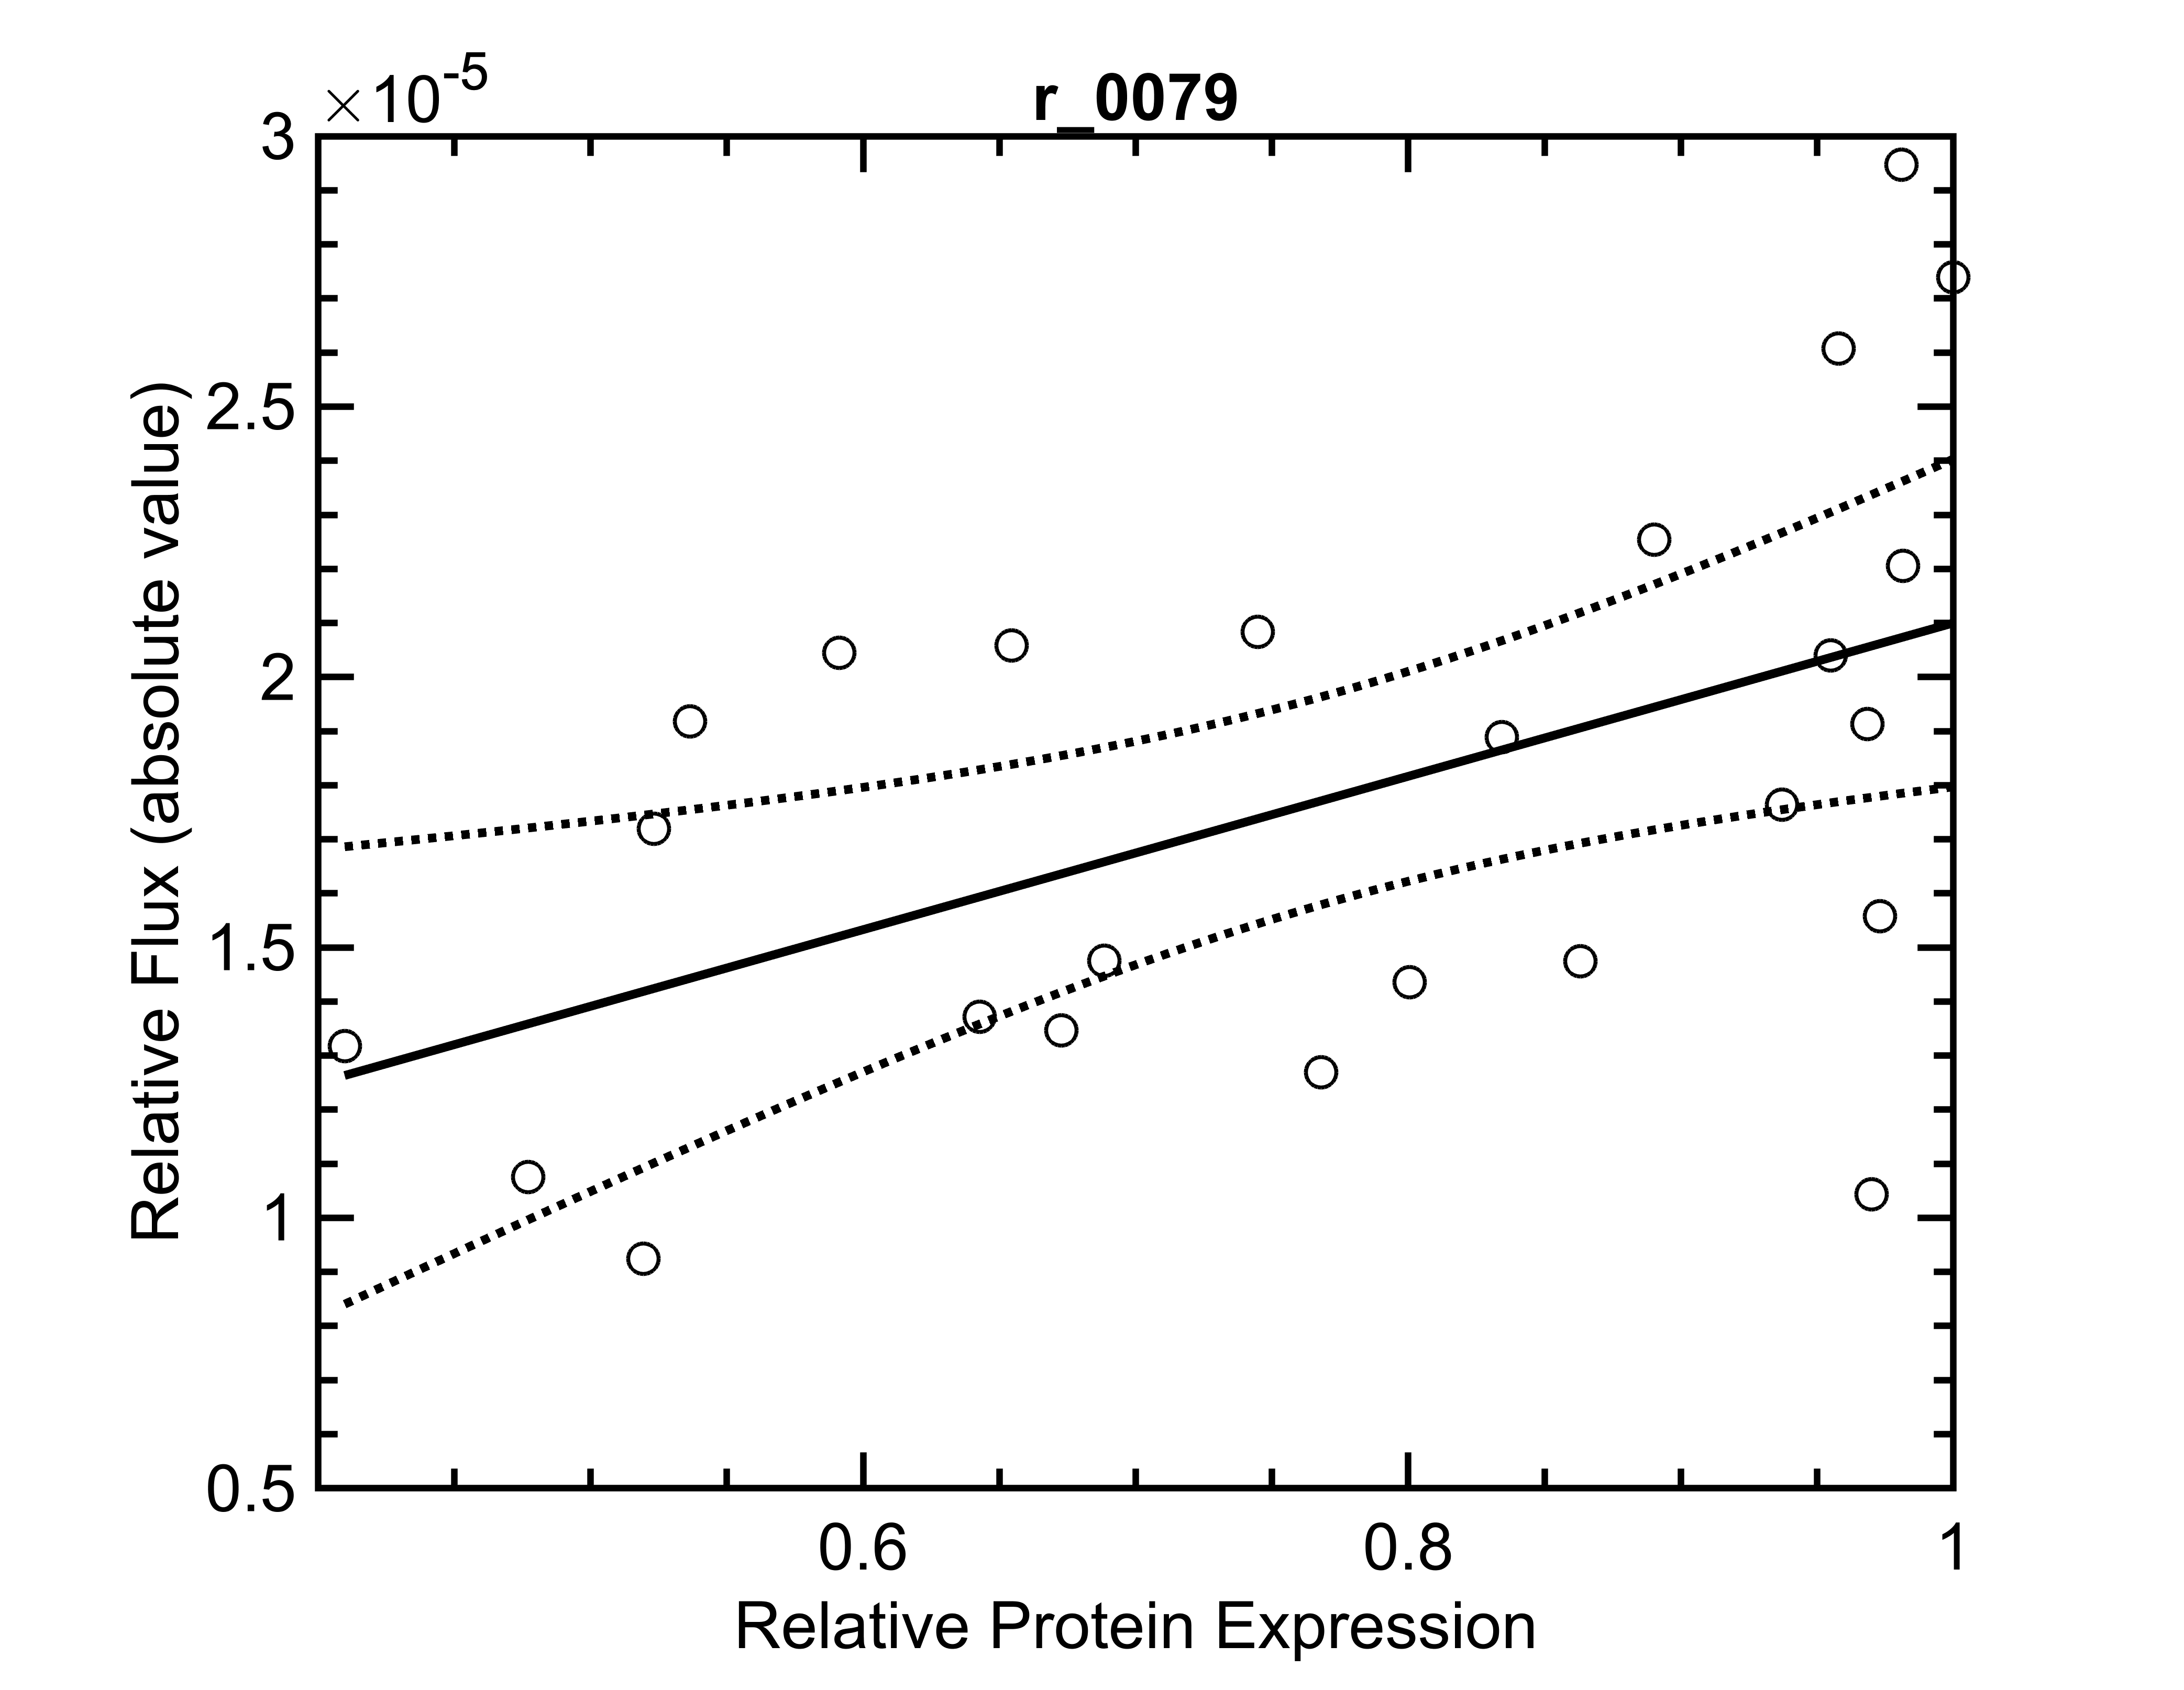 ×10-5
r_0079
3
2.5
2
1.5
1
0.5
0.6 0.8 1
Relative Protein Expression
Relative Flux (absolute value)